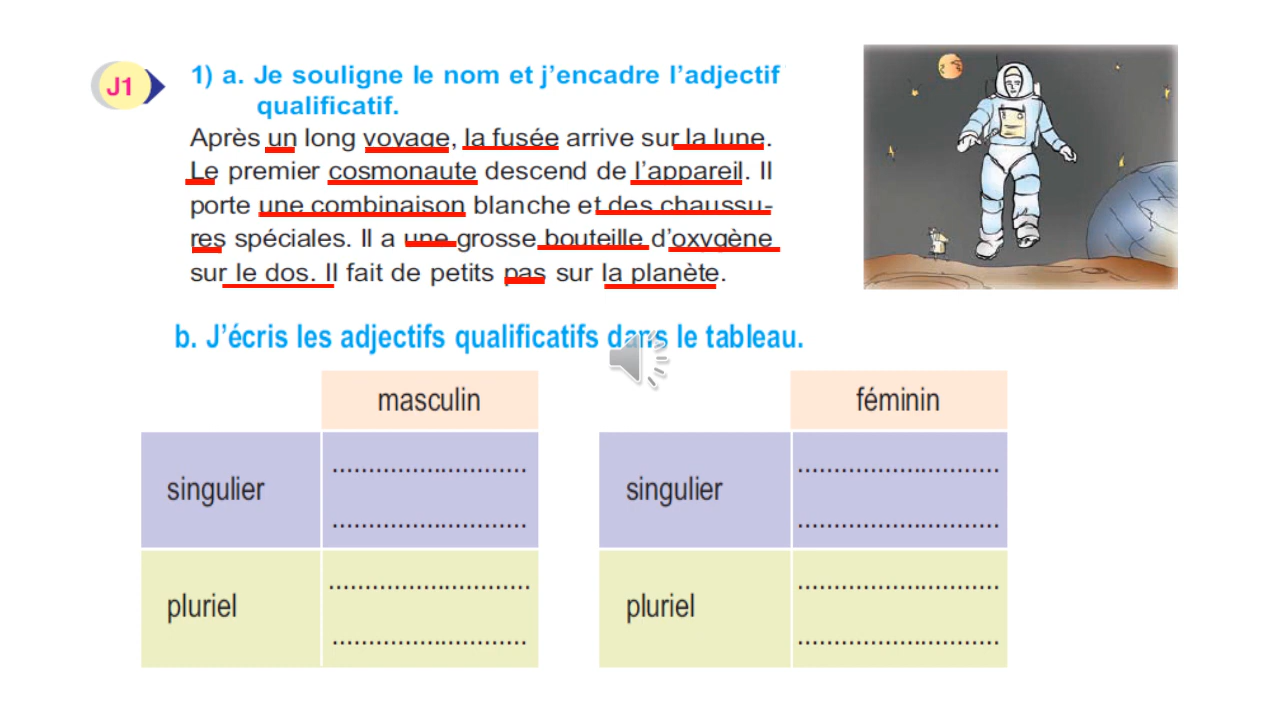 J1
1) a. Je souligne le nom et j'encadre l'adjectif
qualificatif.
Après un long voyage, la fusée arrive sur la lune.
Le premier cosmonaute descend de l'appareil. Il
porte une combinaison blanche et des chaussu-
res spéciales. Il a une grosse bouteille d'oxygène
sur le dos. Il fait de petits pas sur la planète.
b. J'écris les adjectifs qualificatifs dans le tableau.
masculin féminin
singulier ........................... singulier ...........................
........................... ...........................
pluriel ........................... pluriel ...........................
........................... ...........................